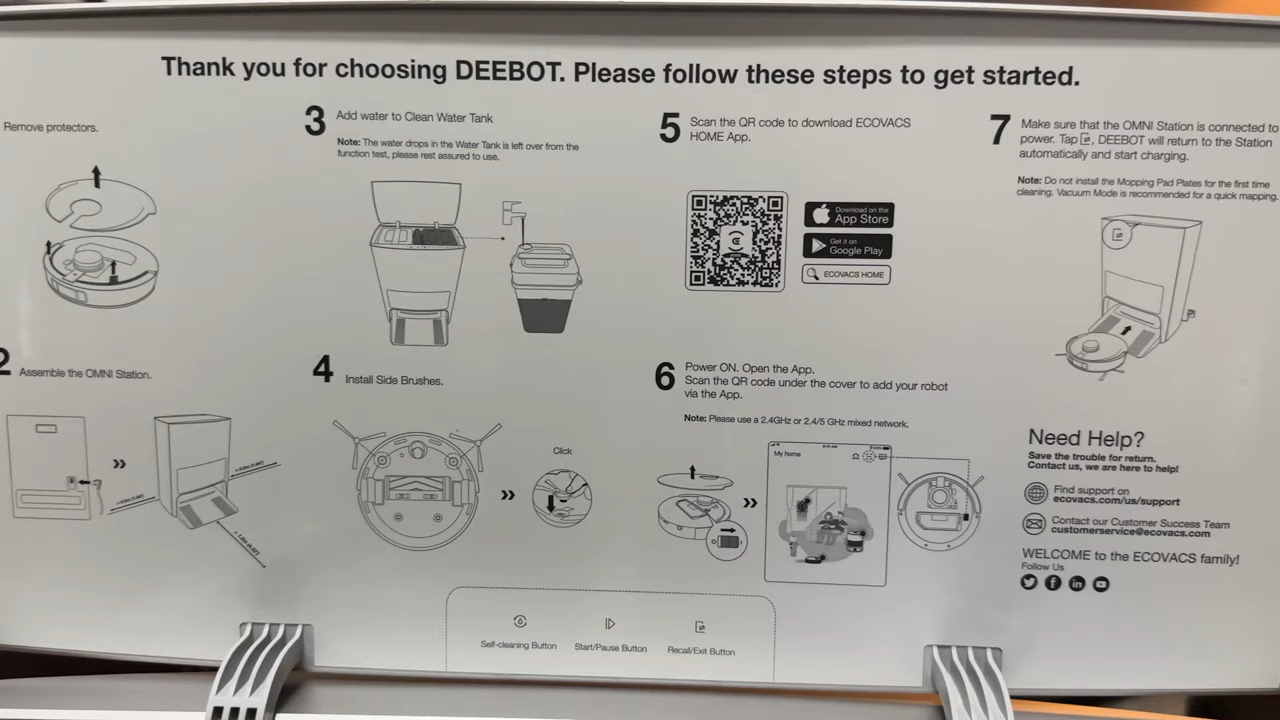 Thank you for choosing DEEBOT. Please follow these steps to get started.
Remove protectors.
2
Assemble the OMNI Station.
3
Add water to Clean Water Tank
Note: The water drops in the Water Tank is left over from the
function test, please rest assured to use.
4
Install Side Brushes.
Click
5
Scan the QR code to download ECOVACS
HOME App.
Download on the
App Store
Get it on
Google Play
ECOVACS HOME
6
Power ON. Open the App.
Scan the QR code under the cover to add your robot
via the App.
Note: Please use a 2.4GHz or 2.4/5 GHz mixed network.
My home
7
Make sure that the OMNI Station is connected to
power. Tap , DEEBOT will return to the Station
automatically and start charging.
Note: Do not install the Mopping Pad Plates for the first time
cleaning. Vacuum Mode is recommended for a quick mapping.
Need Help?
Save the trouble for return.
Contact us, we are here to help!
Find support on
ecovacs.com/us/support
Contact our Customer Success Team
customerservice@ecovacs.com
WELCOME to the ECOVACS family!
Follow Us
Self-cleaning Button
Start/Pause Button
Recall/Exit Button